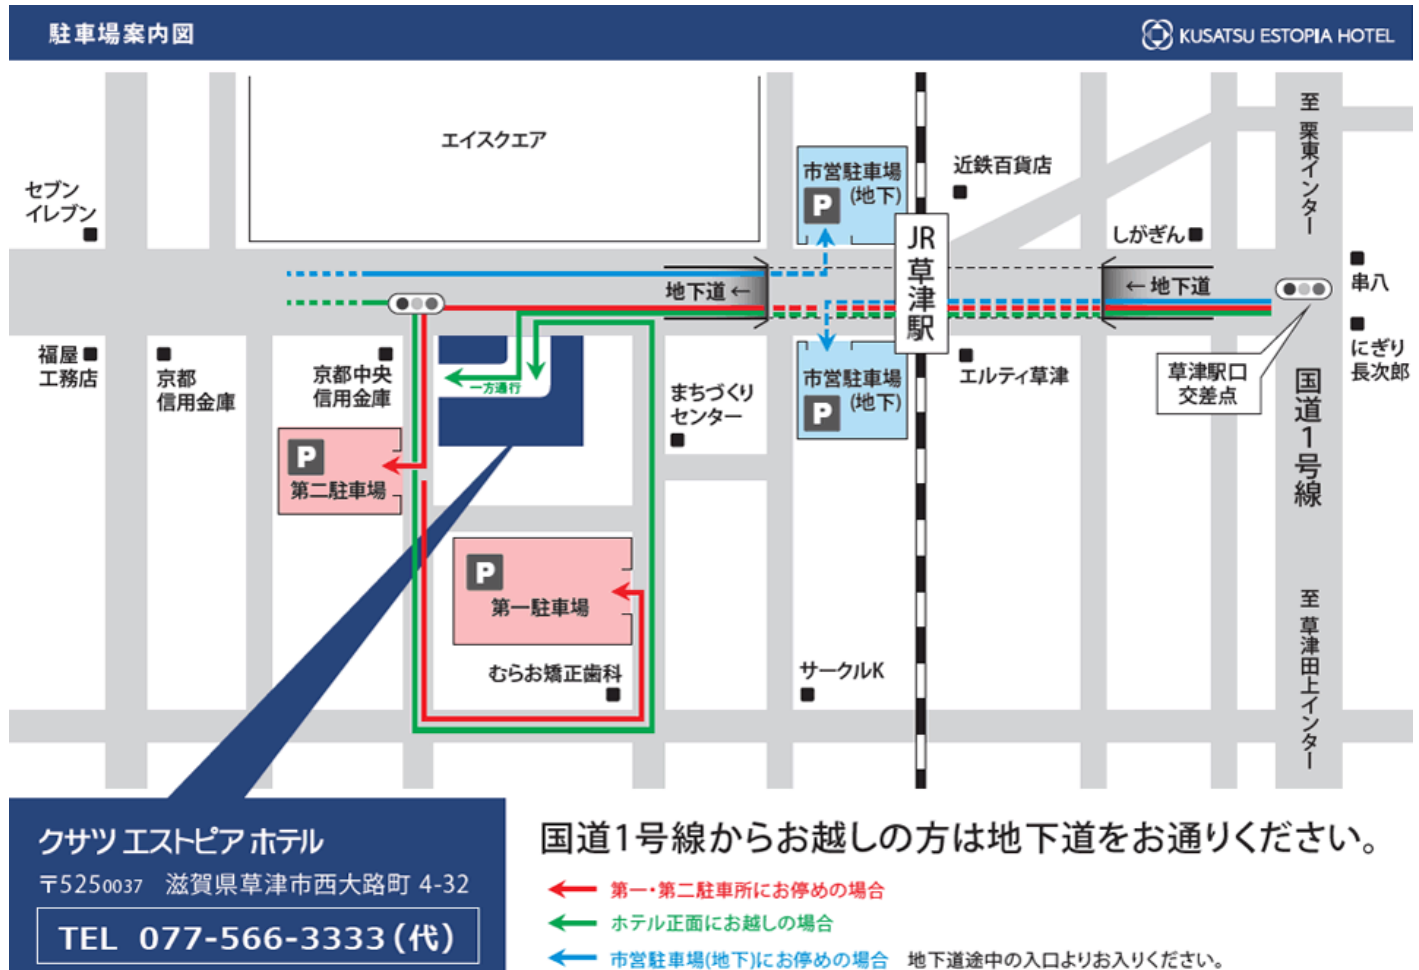 駐車場案内図
KUSATSU ESTOPIA HOTEL
エイスクエア
セブン
イレブン
市営駐車場
(地下)
P
近鉄百貨店
至 栗東インター
しがぎん
JR草津駅
地下道 ←
← 地下道
串八
にぎり
長次郎
草津駅口
交差点
国道1号線
福屋
工務店
京都
信用金庫
京都中央
信用金庫
一方通行
まちづくり
センター
市営駐車場
(地下)
P
エルティ草津
P
第二駐車場
P
第一駐車場
むらお矯正歯科
サークルK
至 草津田上インター
クサツ エストピア ホテル
〒5250037 滋賀県草津市西大路町 4-32
TEL 077-566-3333(代)
国道1号線からお越しの方は地下道をお通りください。
第一・第二駐車所にお停めの場合
ホテル正面にお越しの場合
市営駐車場(地下)にお停めの場合 地下道途中の入口よりお入りください。